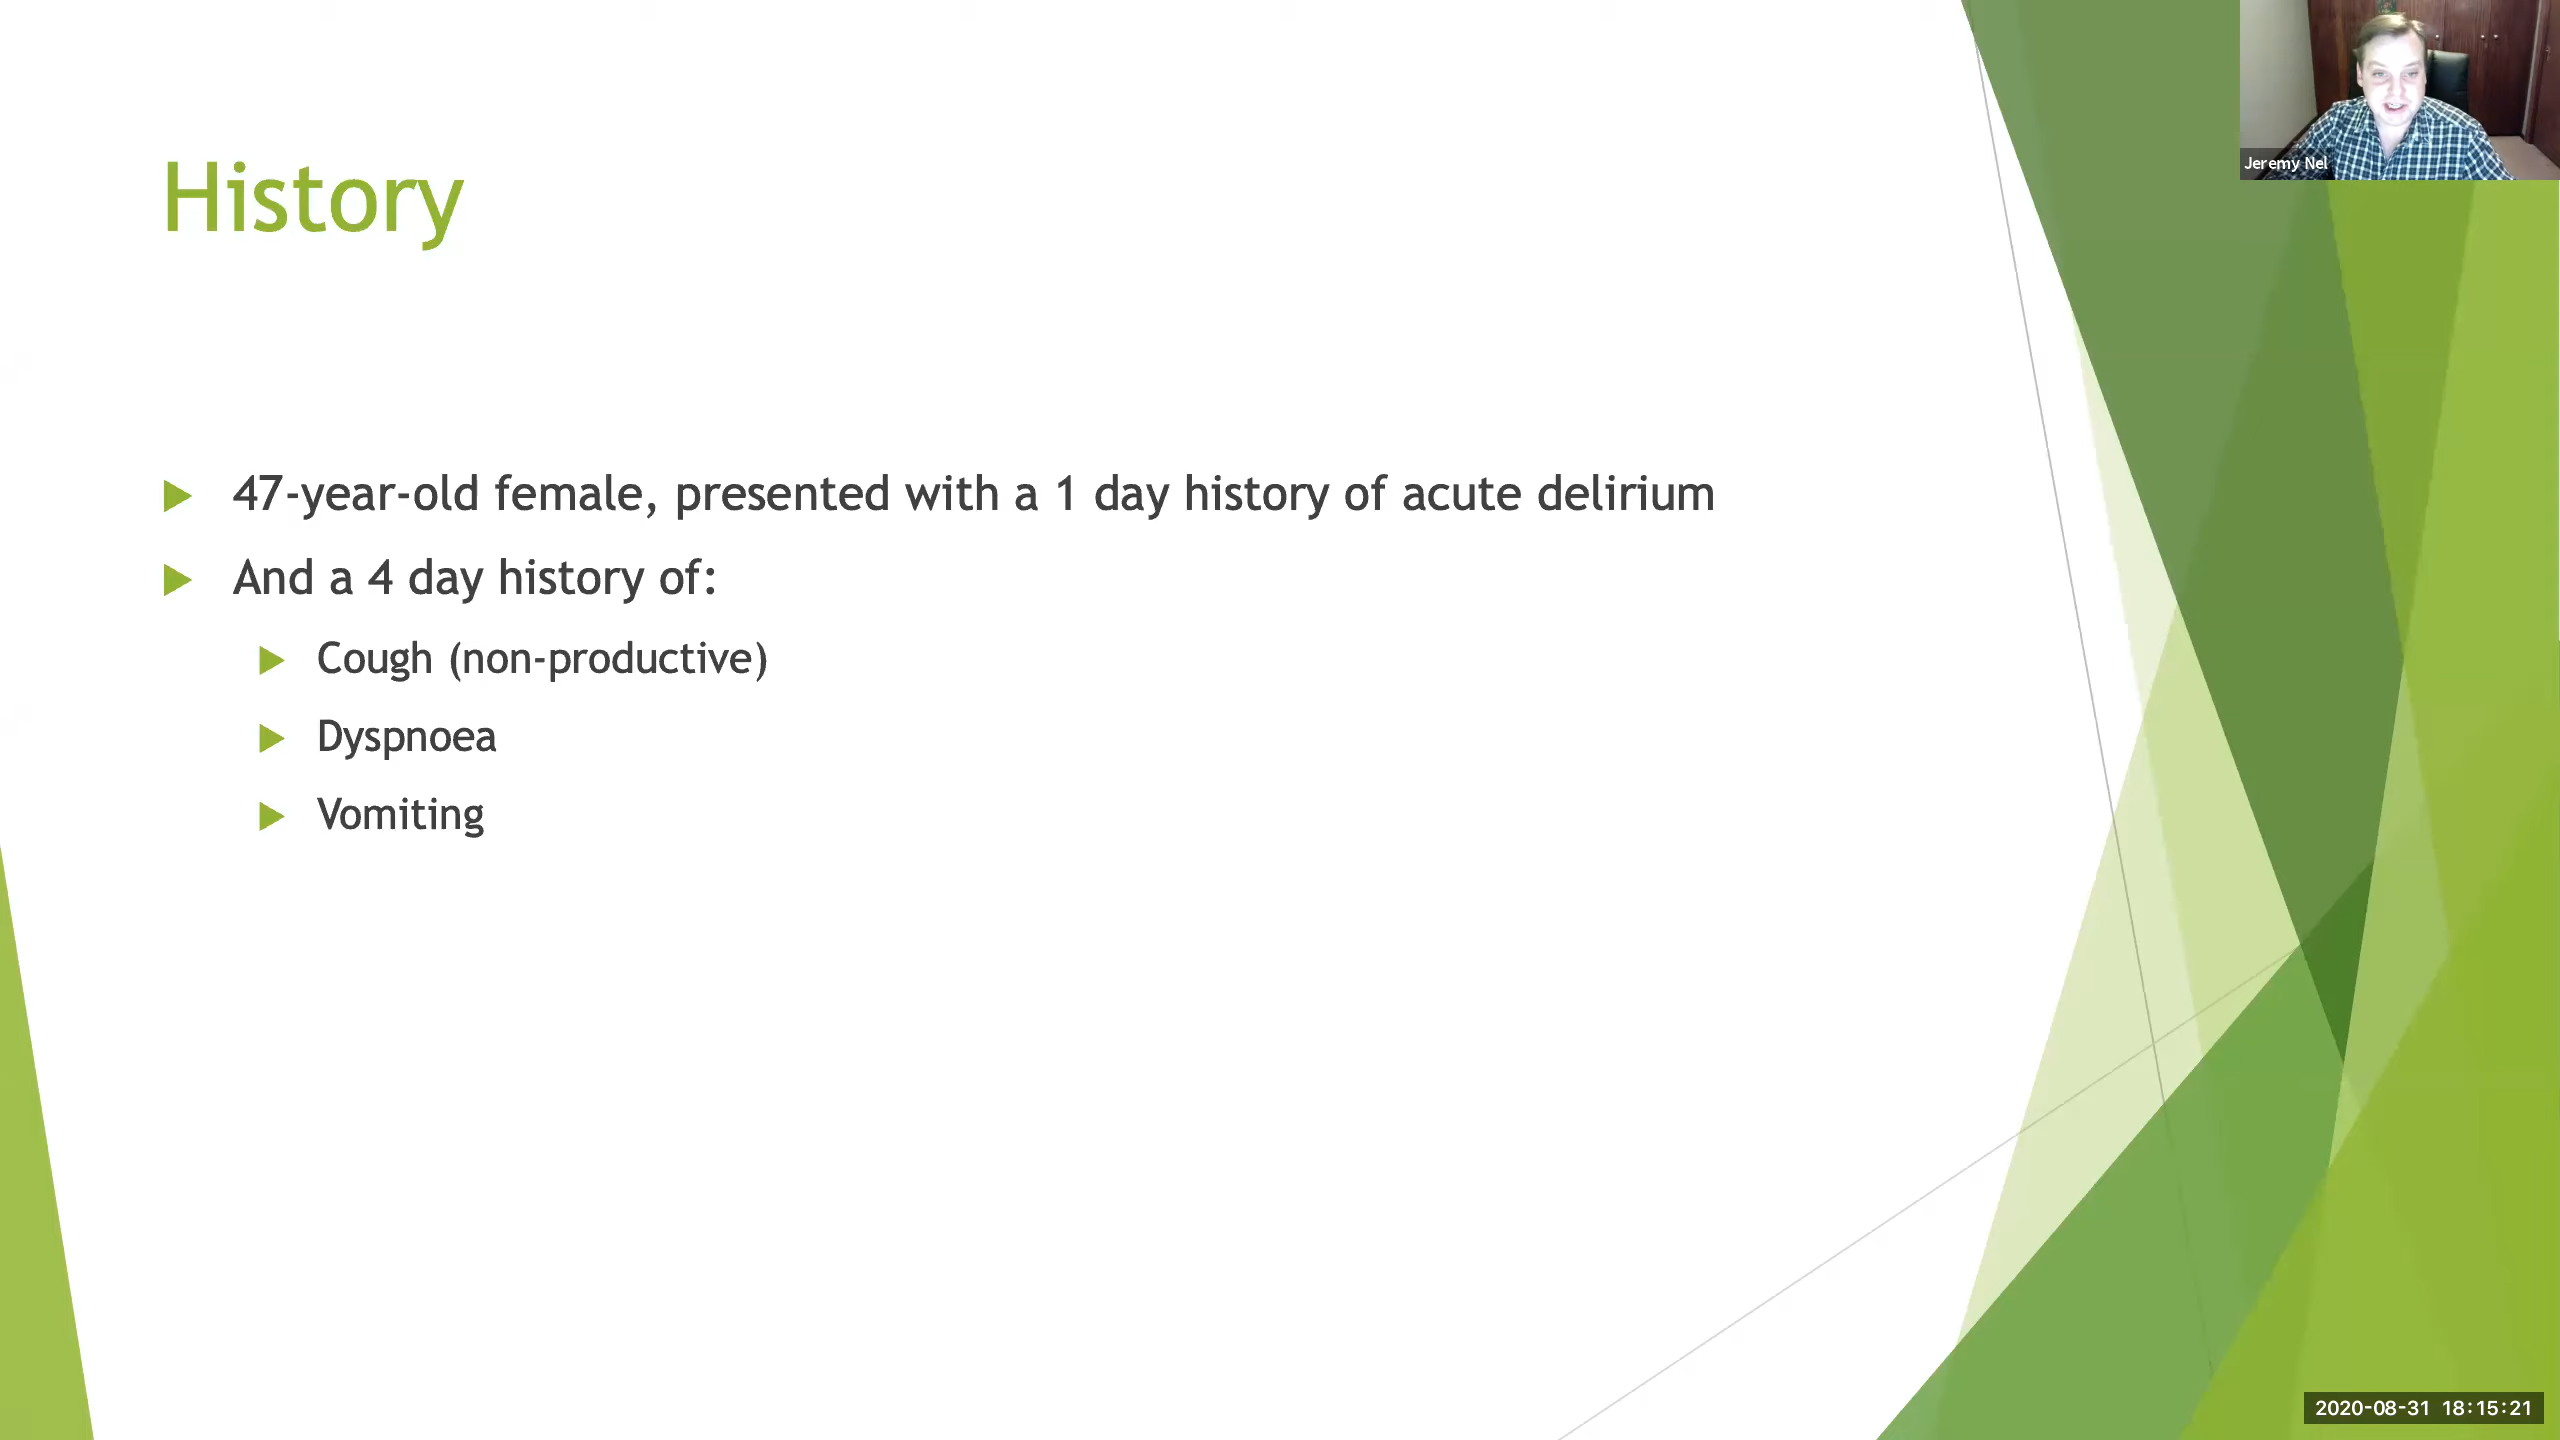 Jeremy Nel
History
47-year-old female, presented with a 1 day history of acute delirium
And a 4 day history of:
Cough (non-productive)
Dyspnoea
Vomiting
2020-08-31 18:15:21